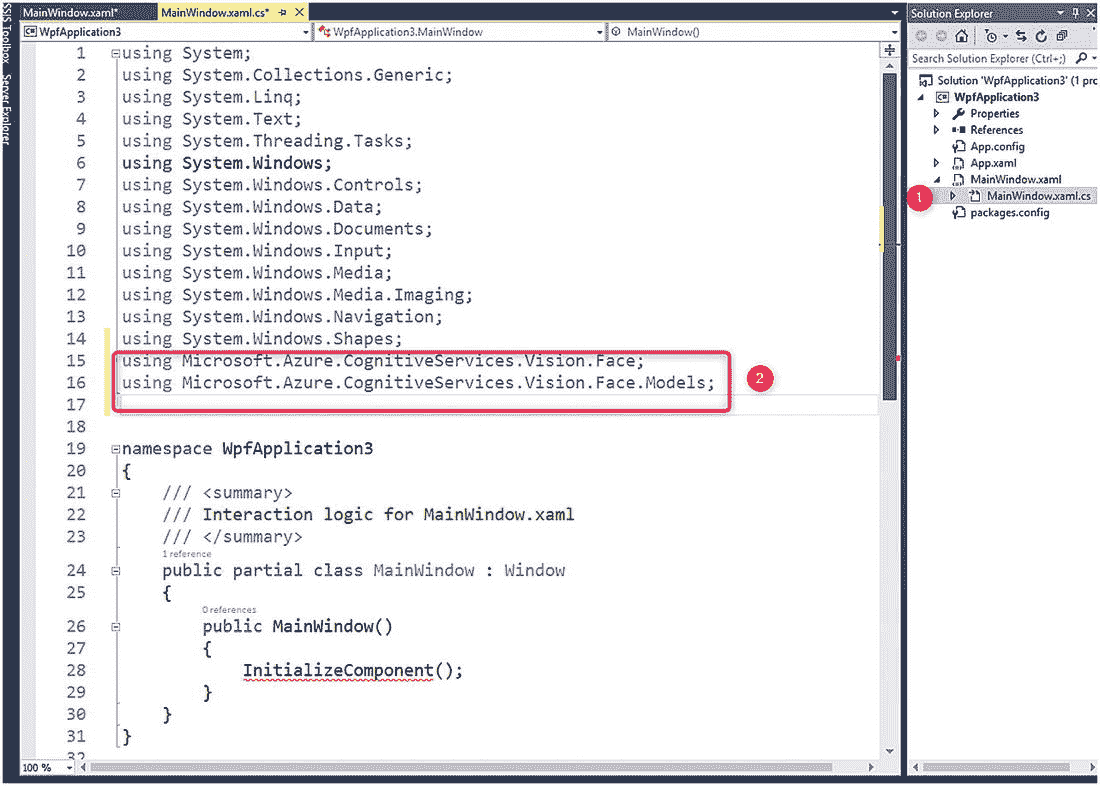 MainWindow.xaml*
MainWindow.xaml.cs*
WpfApplication3
WpfApplication3.MainWindow
MainWindow()
SSIS Toolbox
Server Explorer
1 using System;
2 using System.Collections.Generic;
3 using System.Linq;
4 using System.Text;
5 using System.Threading.Tasks;
6 using System.Windows;
7 using System.Windows.Controls;
8 using System.Windows.Data;
9 using System.Windows.Documents;
10 using System.Windows.Input;
11 using System.Windows.Media;
12 using System.Windows.Media.Imaging;
13 using System.Windows.Navigation;
14 using System.Windows.Shapes;
15 using Microsoft.Azure.CognitiveServices.Vision.Face;
16 using Microsoft.Azure.CognitiveServices.Vision.Face.Models;
2
17
18
19 namespace WpfApplication3
20 {
21 /// <summary>
22 /// Interaction logic for MainWindow.xaml
23 /// </summary>
1 reference
24 public partial class MainWindow : Window
25 {
0 references
26 public MainWindow()
27 {
28 InitializeComponent();
29 }
30 }
31 }
32
100 %
Solution Explorer
Search Solution Explorer (Ctrl+;)
Solution 'WpfApplication3' (1 pro
C# WpfApplication3
Properties
References
App.config
App.xaml
MainWindow.xaml
1
MainWindow.xaml.cs
packages.config